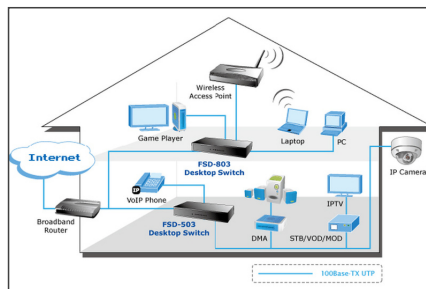 Wireless
Access Point
Game Player
Laptop
PC
FSD-803
Desktop Switch
Internet
IP Camera
IP
VoIP Phone
IPTV
Broadband
Router
FSD-503
Desktop Switch
DMA
STB/VOD/MOD
100Base-TX UTP